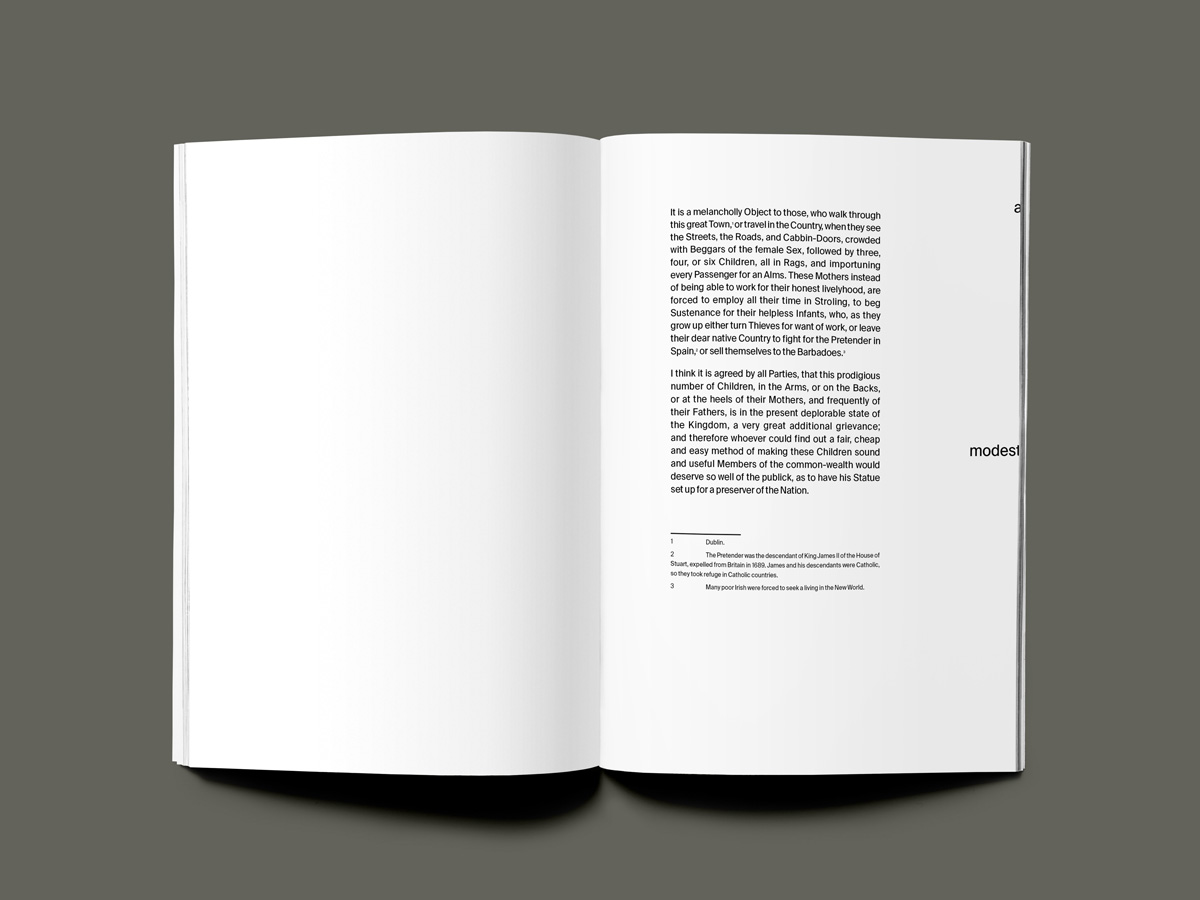 It is a melancholly Object to those, who walk through
this great Town,¹ or travel in the Country, when they see
the Streets, the Roads, and Cabbin-Doors, crowded
with Beggars of the female Sex, followed by three,
four, or six Children, all in Rags, and importuning
every Passenger for an Alms. These Mothers instead
of being able to work for their honest livelyhood, are
forced to employ all their time in Stroling, to beg
Sustenance for their helpless Infants, who, as they
grow up either turn Thieves for want of work, or leave
their dear native Country to fight for the Pretender in
Spain,² or sell themselves to the Barbadoes.³
I think it is agreed by all Parties, that this prodigious
number of Children, in the Arms, or on the Backs,
or at the heels of their Mothers, and frequently of
their Fathers, is in the present deplorable state of
the Kingdom, a very great additional grievance;
and therefore whoever could find out a fair, cheap
and easy method of making these Children sound
and useful Members of the common-wealth would
deserve so well of the publick, as to have his Statue
set up for a preserver of the Nation.
1 Dublin.
2 The Pretender was the descendant of King James II of the House of
Stuart, expelled from Britain in 1689. James and his descendants were Catholic,
so they took refuge in Catholic countries.
3 Many poor Irish were forced to seek a living in the New World.
a
modest